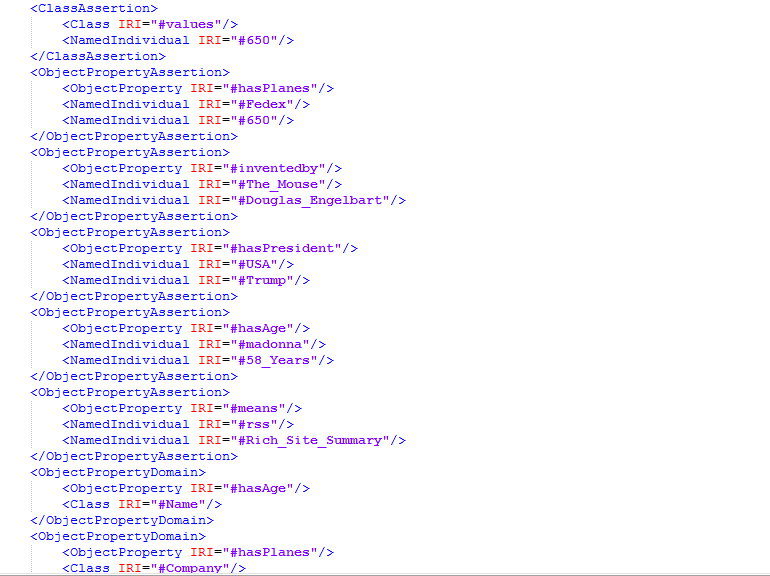 <ClassAssertion>
<Class IRI="#values"/>
<NamedIndividual IRI="#650"/>
</ClassAssertion>
<ObjectPropertyAssertion>
<ObjectProperty IRI="#hasPlanes"/>
<NamedIndividual IRI="#Fedex"/>
<NamedIndividual IRI="#650"/>
</ObjectPropertyAssertion>
<ObjectPropertyAssertion>
<ObjectProperty IRI="#inventedby"/>
<NamedIndividual IRI="#The_Mouse"/>
<NamedIndividual IRI="#Douglas_Engelbart"/>
</ObjectPropertyAssertion>
<ObjectPropertyAssertion>
<ObjectProperty IRI="#hasPresident"/>
<NamedIndividual IRI="#USA"/>
<NamedIndividual IRI="#Trump"/>
</ObjectPropertyAssertion>
<ObjectPropertyAssertion>
<ObjectProperty IRI="#hasAge"/>
<NamedIndividual IRI="#madonna"/>
<NamedIndividual IRI="#58_Years"/>
</ObjectPropertyAssertion>
<ObjectPropertyAssertion>
<ObjectProperty IRI="#means"/>
<NamedIndividual IRI="#rss"/>
<NamedIndividual IRI="#Rich_Site_Summary"/>
</ObjectPropertyAssertion>
<ObjectPropertyDomain>
<ObjectProperty IRI="#hasAge"/>
<Class IRI="#Name"/>
</ObjectPropertyDomain>
<ObjectPropertyDomain>
<ObjectProperty IRI="#hasPlanes"/>
<Class IRI="#Company"/>